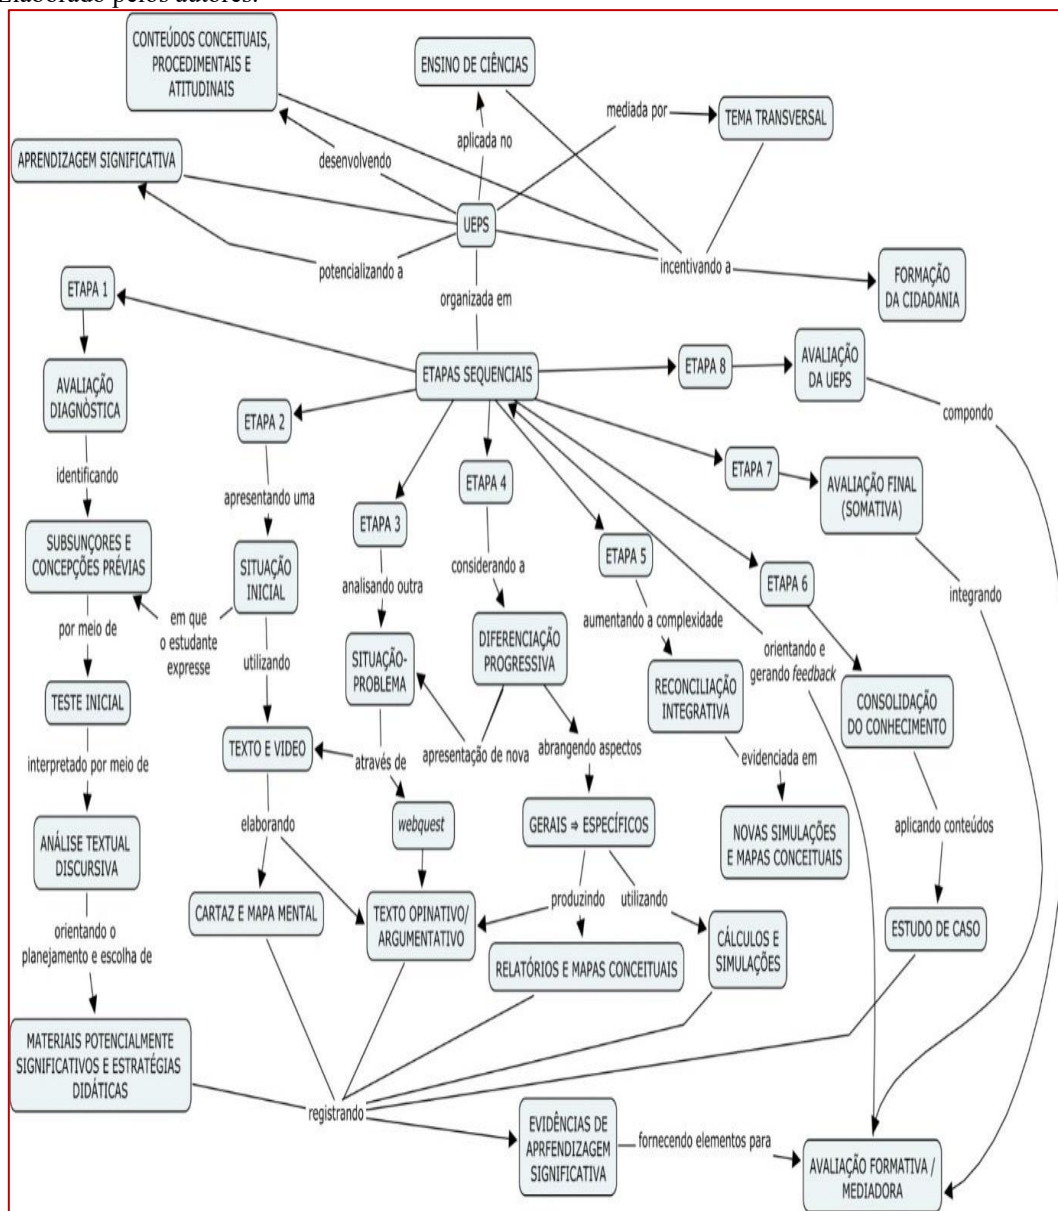 Elaborado pelos autores.
CONTEÚDOS CONCEITUAIS,
PROCEDIMENTAIS E
ATITUDINAIS
ENSINO DE CIÊNCIAS
mediada por
TEMA TRANSVERSAL
aplicada no
desenvolvendo
APRENDIZAGEM SIGNIFICATIVA
UEPS
potencializando a
incentivando a
FORMAÇÃO
DA CIDADANIA
ETAPA 1
organizada em
ETAPAS SEQUENCIAIS
ETAPA 8
AVALIAÇÃO
DA UEPS
AVALIAÇÃO
DIAGNÒSTICA
compondo
ETAPA 2
ETAPA 7
AVALIAÇÃO FINAL
(SOMATIVA)
identificando
apresentando uma
ETAPA 3
ETAPA 4
ETAPA 5
ETAPA 6
SUBSUNÇORES E
CONCEPÇÕES PRÉVIAS
SITUAÇÃO
INICIAL
analisando outra
considerando a
integrando
por meio de
em que
o estudante
expresse
utilizando
SITUAÇÃO-
PROBLEMA
DIFERENCIAÇÃO
PROGRESSIVA
aumentando a complexidade
orientando e
gerando feedback
RECONCILIAÇÃO
INTEGRATIVA
CONSOLIDAÇÃO
DO CONHECIMENTO
TESTE INICIAL
TEXTO E VIDEO
através de
apresentação de nova
abrangendo aspectos
evidenciada em
interpretado por meio de
elaborando
webquest
GERAIS ⇒ ESPECÍFICOS
NOVAS SIMULAÇÕES
E MAPAS CONCEITUAIS
aplicando conteúdos
ANÁLISE TEXTUAL
DISCURSIVA
CARTAZ E MAPA MENTAL
TEXTO OPINATIVO/
ARGUMENTATIVO
produzindo
utilizando
CÁLCULOS E
SIMULAÇÕES
ESTUDO DE CASO
orientando o
planejamento e escolha de
RELATÓRIOS E MAPAS CONCEITUAIS
MATERIAIS POTENCIALMENTE
SIGNIFICATIVOS E ESTRATÉGIAS
DIDÁTICAS
registrando
EVIDÊNCIAS DE
APRFENDIZAGEM
SIGNIFICATIVA
fornecendo elementos para
AVALIAÇÃO FORMATIVA /
MEDIADORA